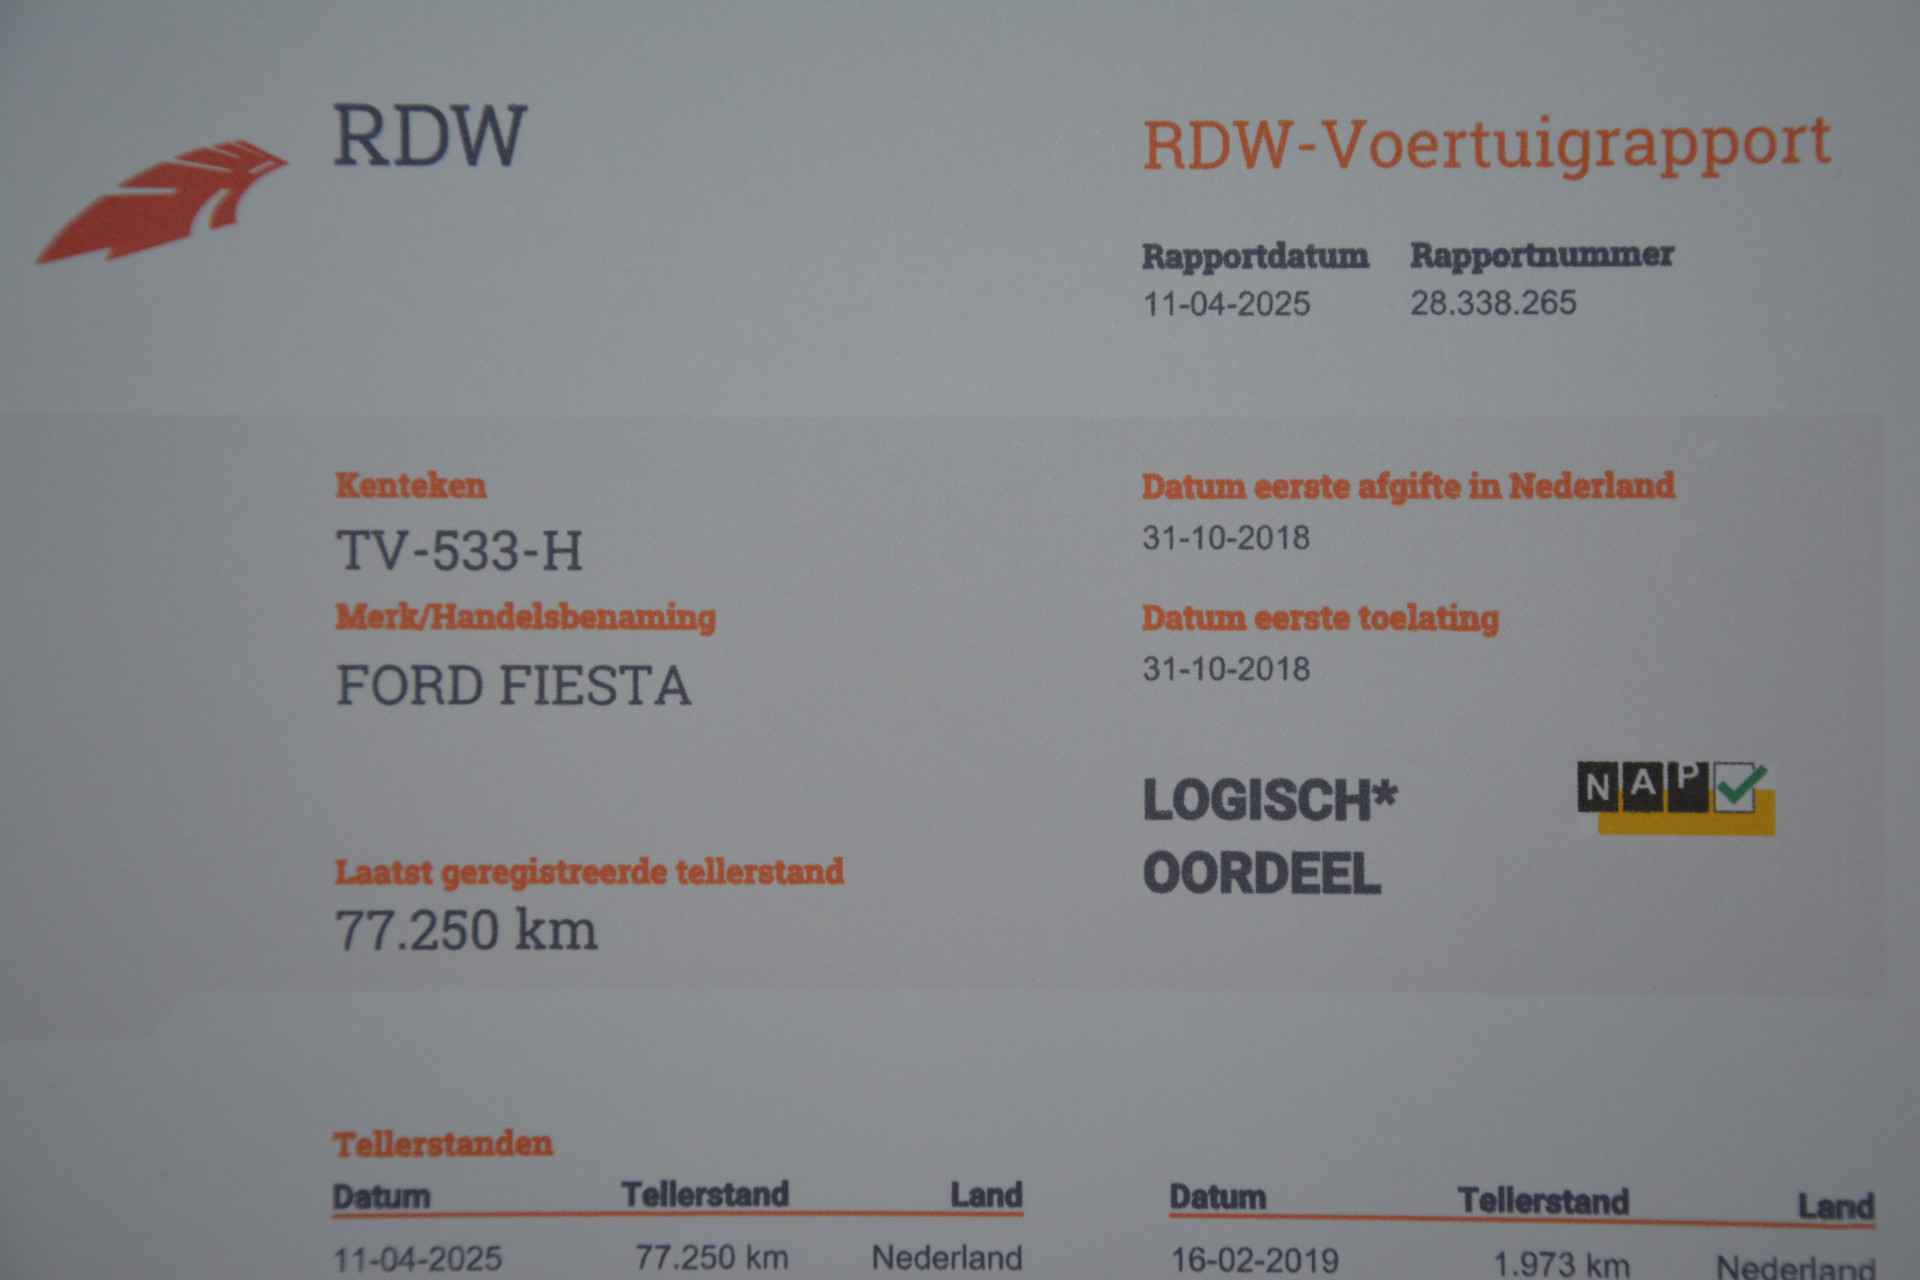 RDW
RDW-Voertuigrapport
Rapportdatum Rapportnummer
11-04-2025 28.338.265
Kenteken
TV-533-H
Merk/Handelsbenaming
FORD FIESTA
Laatst geregistreerde tellerstand
77.250 km
Datum eerste afgifte in Nederland
31-10-2018
Datum eerste toelating
31-10-2018
LOGISCH*
OORDEEL
NAP
Tellerstanden
Datum Tellerstand Land
11-04-2025 77.250 km Nederland
Datum Tellerstand Land
16-02-2019 1.973 km Nederland